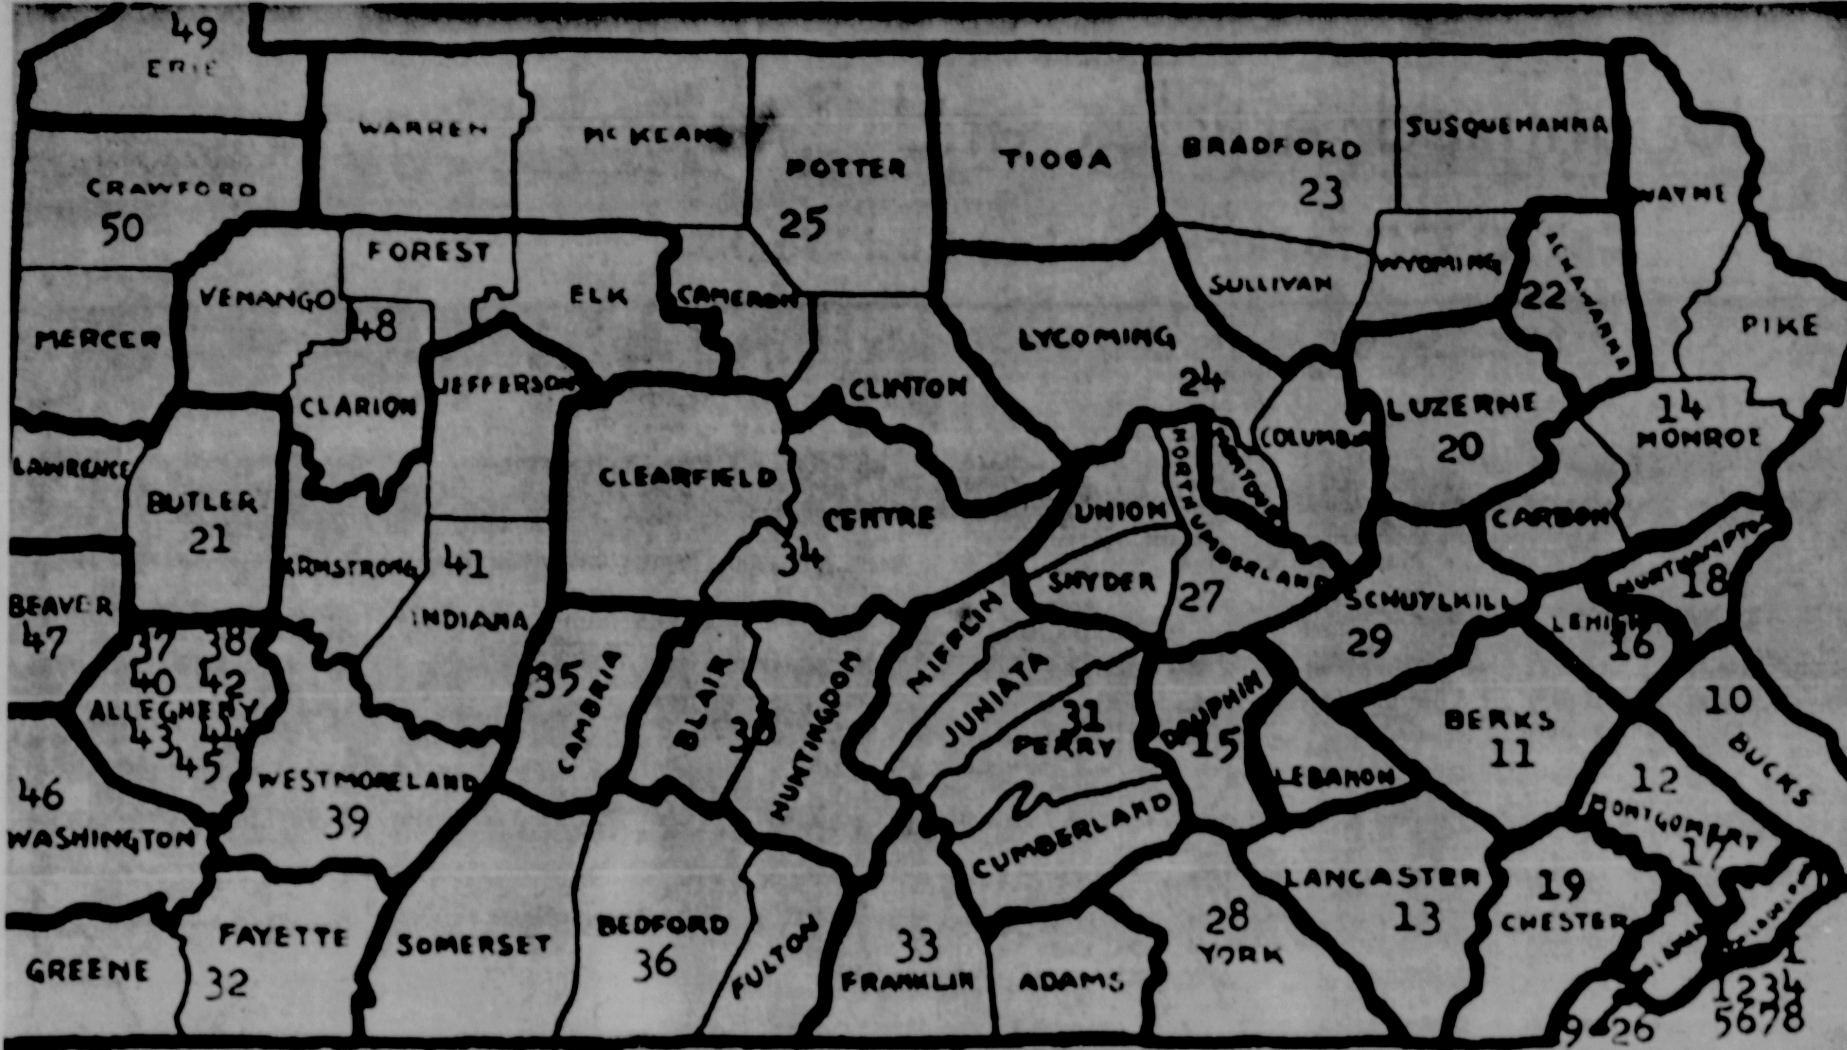 49
ERIE
WARREN
MC KEAN
POTTER
25
TIOGA
BRADFORD
23
SUSQUEHANNA
WAYNE
CRAWFORD
50
FOREST
VENANGO
48
ELK
CAMERON
SULLIVAN
WYOMING
LACKAWANNA
22
PIKE
MERCER
LYCOMING
24
CLARION
JEFFERSON
CLINTON
COLUMBIA
LUZERNE
20
14
MONROE
LAWRENCE
BUTLER
21
CLEARFIELD
CENTRE
34
UNION
NORTHUMBERLAND
27
CARBON
ARMSTRONG
41
INDIANA
SNYDER
SCHUYLKILL
29
NORTHAMPTON
18
LEHIGH
16
BEAVER
47
37 38
40 42
ALLEGHENY
43 44
45
35
CAMBRIA
BLAIR
30
HUNTINGDON
MIFFLIN
JUNIATA
31
PERRY
DAUPHIN
15
LEBANON
BERKS
11
10
BUCKS
46
WASHINGTON
WESTMORELAND
39
CUMBERLAND
12
MONTGOMERY
17
LANCASTER
13
19
CHESTER
GREENE
FAYETTE
32
SOMERSET
BEDFORD
36
FULTON
33
FRANKLIN
ADAMS
28
YORK
1
1234
5678
9-26